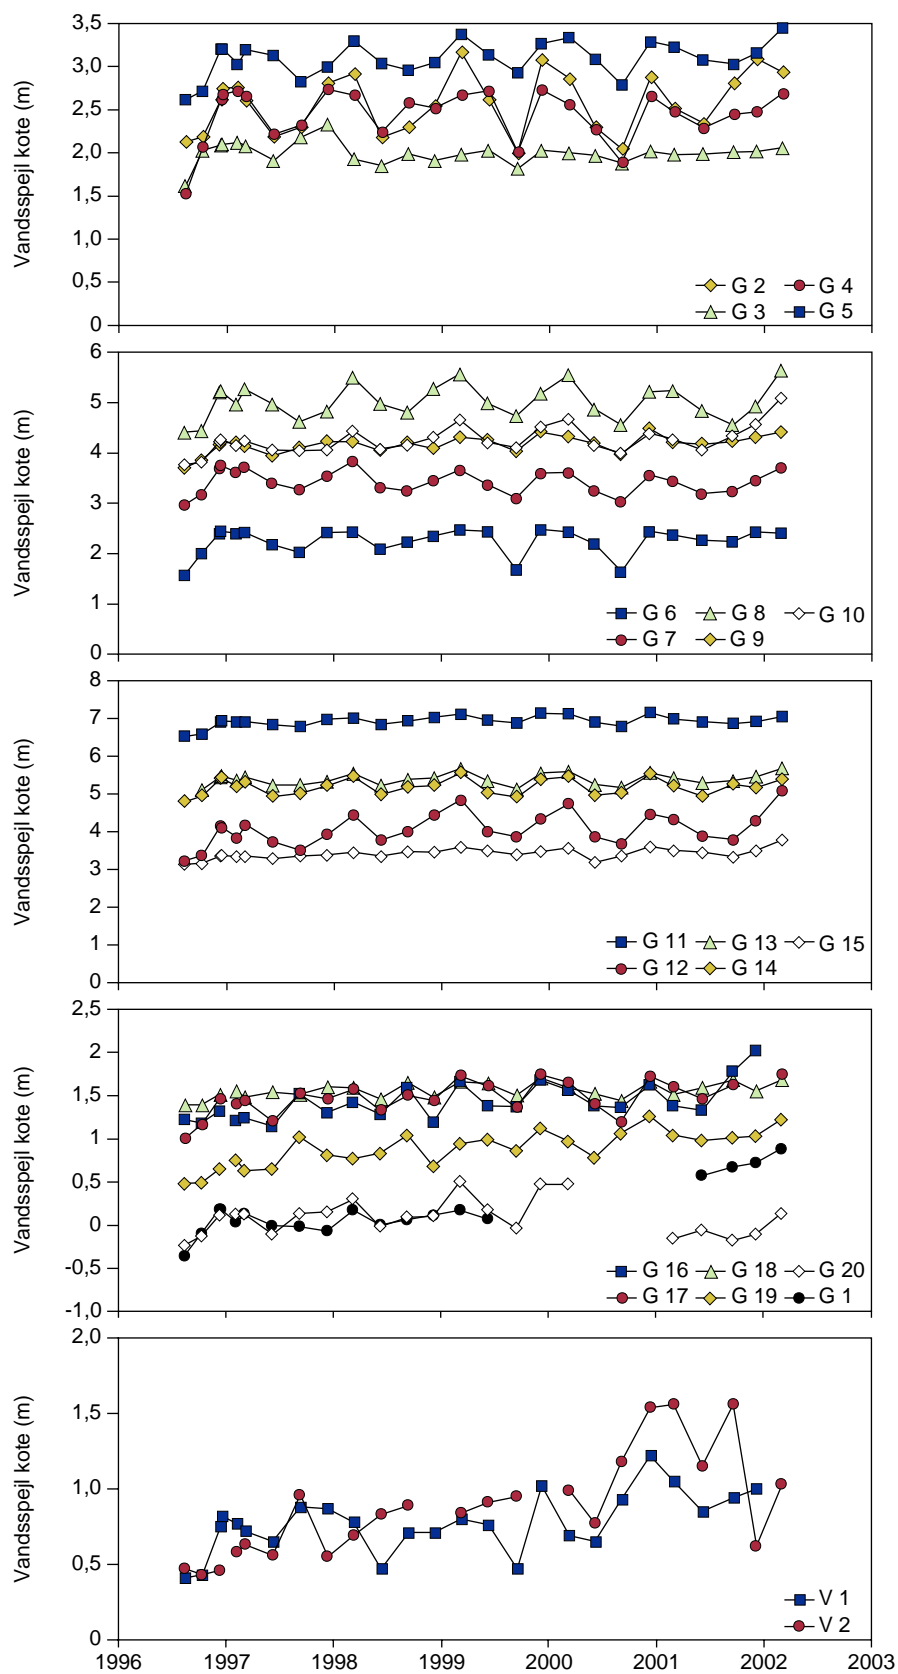 3,5
3,0
2,5
2,0
1,5
1,0
0,5
0
Vandsspejl kote (m)
G 2 G 4
G 3 G 5
6
5
4
3
2
1
0
Vandsspejl kote (m)
G 6 G 8 G 10
G 7 G 9
8
7
6
5
4
3
2
1
0
Vandsspejl kote (m)
G 11 G 13 G 15
G 12 G 14
2,5
2
1,5
1
0,5
0
-0,5
-1,0
Vandsspejl kote (m)
G 16 G 18 G 20
G 17 G 19 G 1
2,0
1,5
1,0
0,5
0
Vandsspejl kote (m)
V 1
V 2
1996 1997 1998 1999 2000 2001 2002 2003